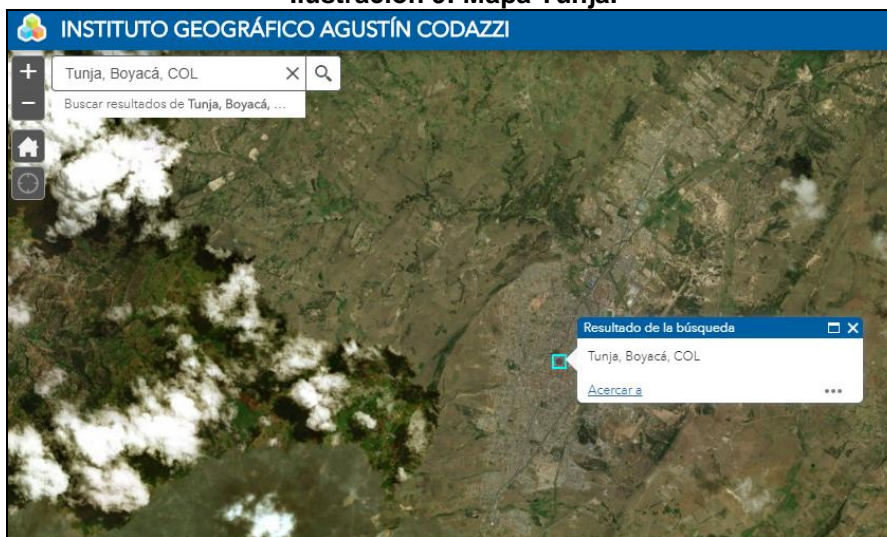 Ilustración Mapa Tunja.
INSTITUTO GEOGRÁFICO AGUSTÍN CODAZZI
+
Tunja, Boyacá, COL
−
Buscar resultados de Tunja, Boyacá, ...
Resultado de la búsqueda
Tunja, Boyacá, COL
Acercar a